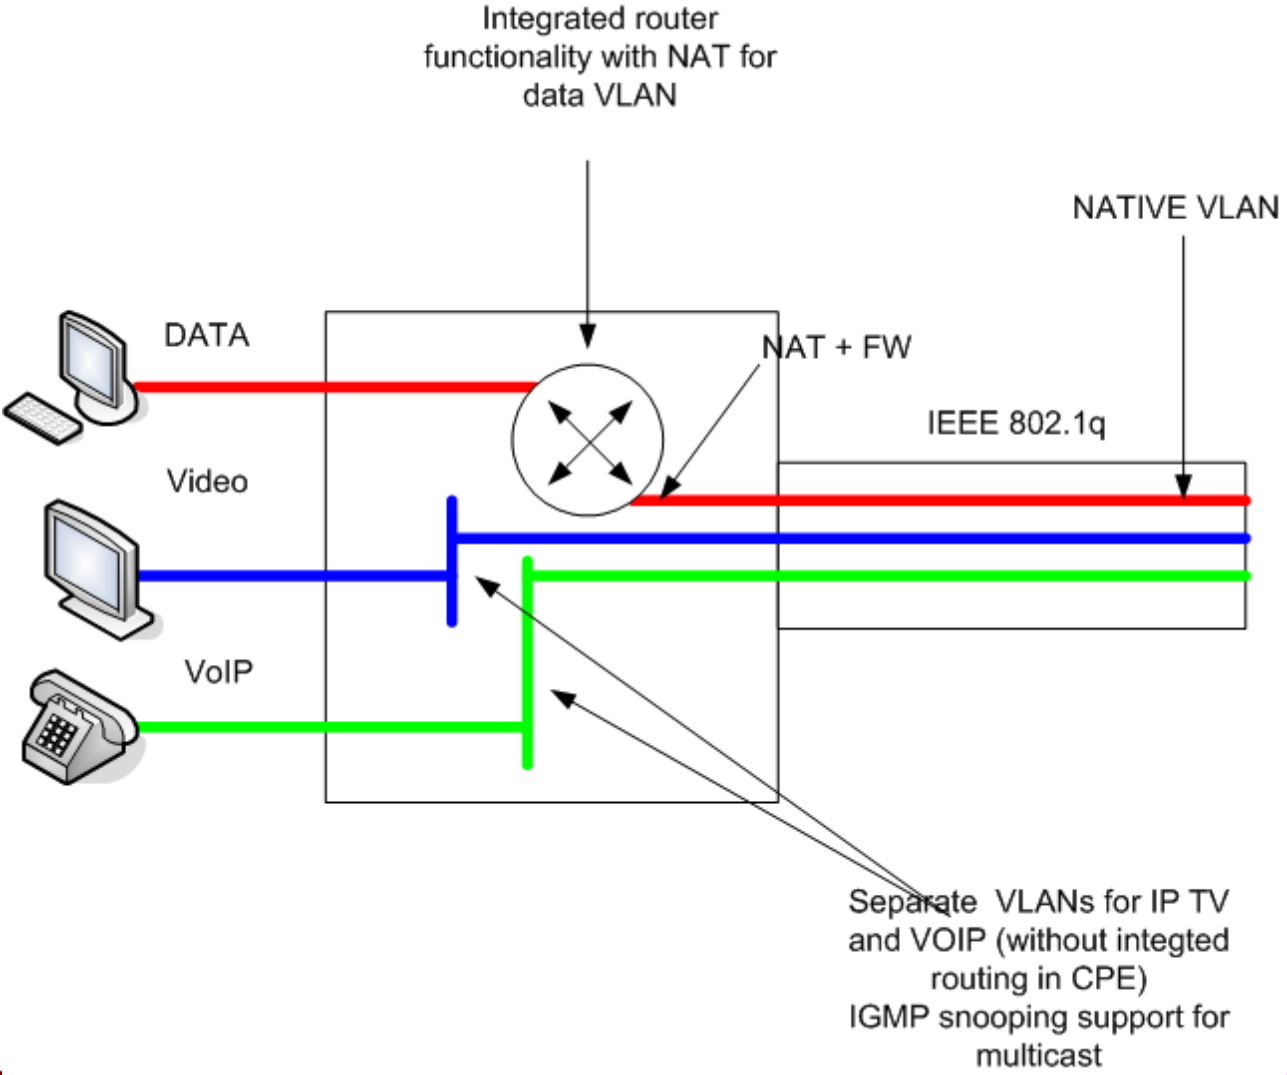 Integrated router
functionality with NAT for
data VLAN
NATIVE VLAN
DATA
NAT + FW
IEEE 802.1q
Video
VoIP
Separate VLANs for IP TV
and VOIP (without integted
routing in CPE)
IGMP snooping support for
multicast